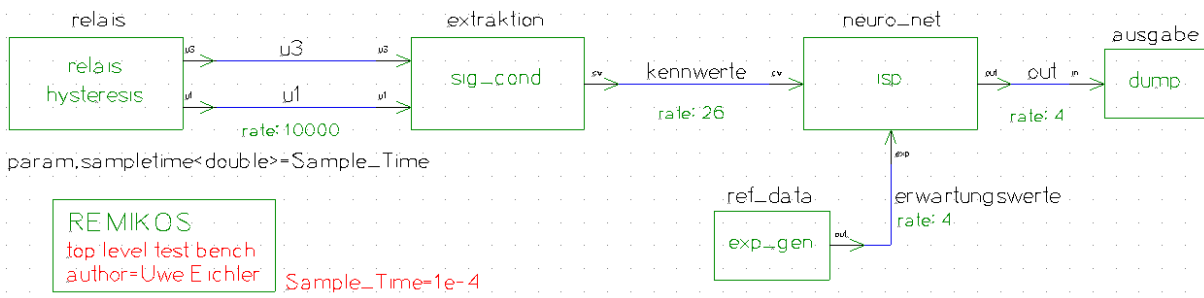 relais
extraktion
neuro_net
ausgabe
u3
u3
u3
relais
hysteresis
sig_cond
sv
kennwerte
sv
isp
out
out
in
dump
u1
u1
u1
rate: 10000
rate: 26
rate: 4
param.sampletime<double>=Sample_Time
exp
ref_data
erwartungswerte
rate: 4
exp_gen
out
REMIKOS
top level test bench
author=Uwe Eichler
Sample_Time=1e-4